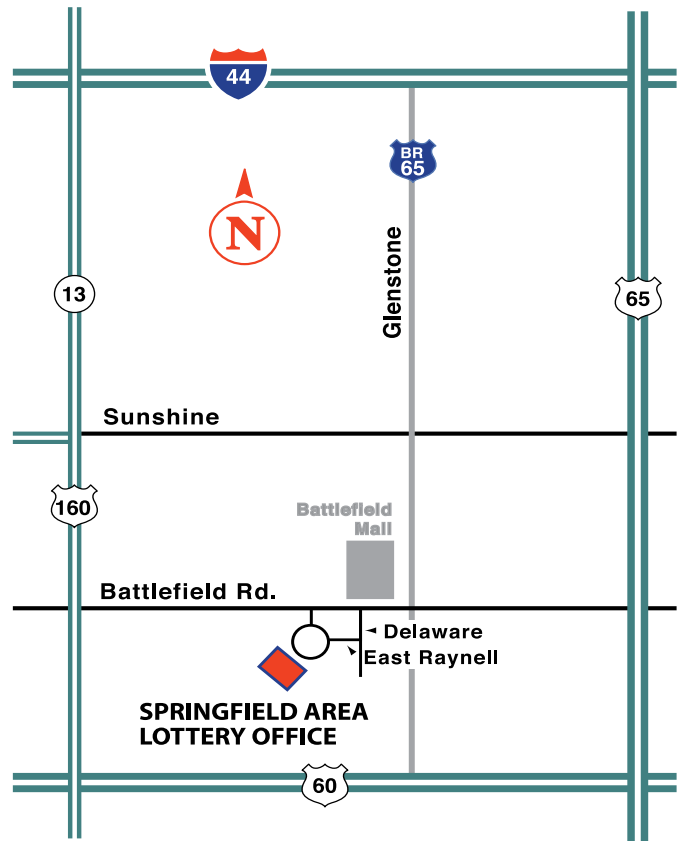 44
BR
65
N
Glenstone
13
65
Sunshine
160
Battlefield
Mall
Battlefield Rd.
Delaware
East Raynell
SPRINGFIELD AREA
LOTTERY OFFICE
60